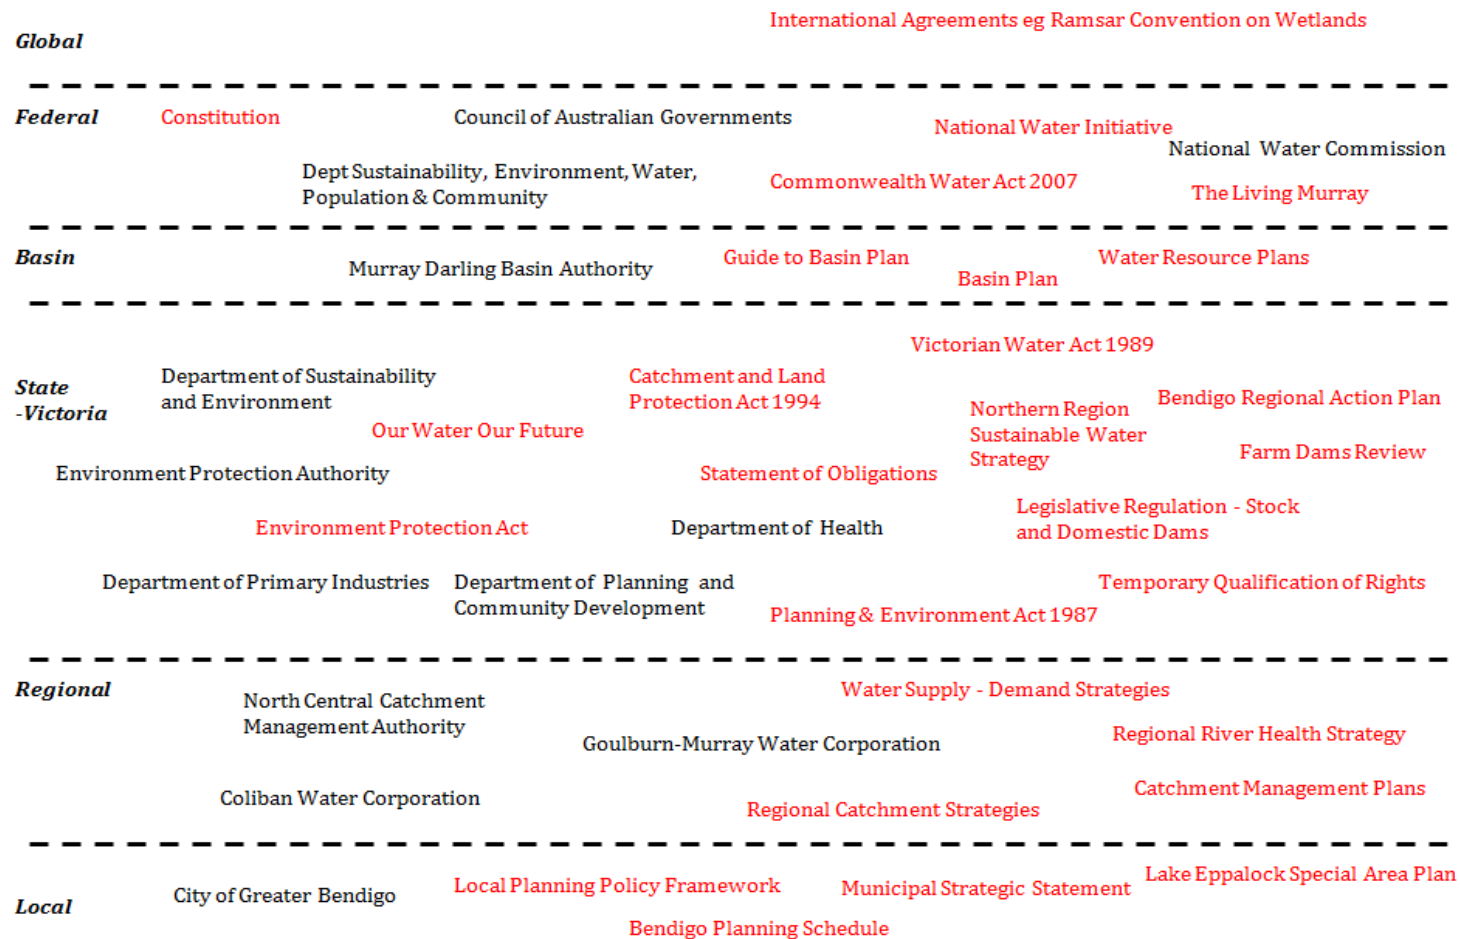 International Agreements eg Ramsar Convention on Wetlands
Global
Federal
Constitution
Council of Australian Governments
National Water Initiative
National Water Commission
Dept Sustainability, Environment, Water,
Population & Community
Commonwealth Water Act 2007
The Living Murray
Basin
Murray Darling Basin Authority
Guide to Basin Plan
Basin Plan
Water Resource Plans
Victorian Water Act 1989
State
-Victoria
Department of Sustainability
and Environment
Catchment and Land
Protection Act 1994
Northern Region
Sustainable Water
Strategy
Bendigo Regional Action Plan
Our Water Our Future
Farm Dams Review
Environment Protection Authority
Statement of Obligations
Legislative Regulation - Stock
and Domestic Dams
Environment Protection Act
Department of Health
Department of Primary Industries
Department of Planning and
Community Development
Temporary Qualification of Rights
Planning & Environment Act 1987
Regional
North Central Catchment
Management Authority
Water Supply - Demand Strategies
Goulburn-Murray Water Corporation
Regional River Health Strategy
Coliban Water Corporation
Regional Catchment Strategies
Catchment Management Plans
Local
City of Greater Bendigo
Local Planning Policy Framework
Municipal Strategic Statement
Lake Eppalock Special Area Plan
Bendigo Planning Schedule